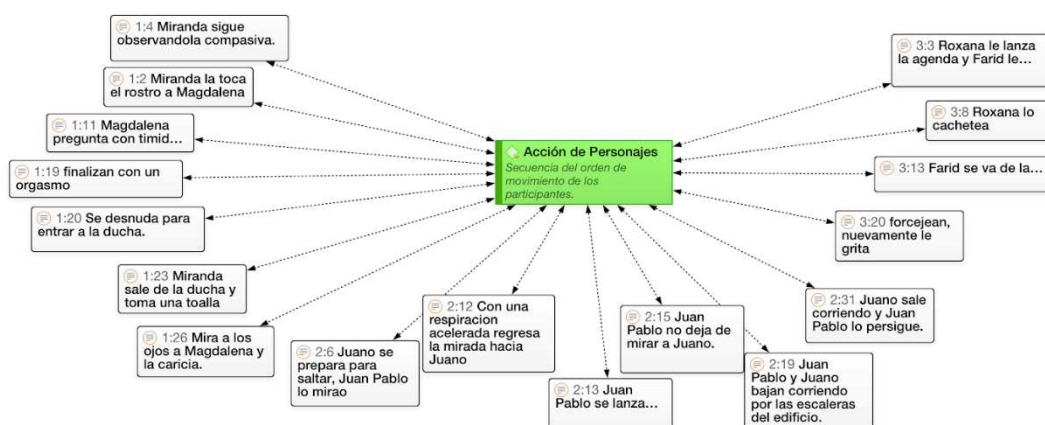 1:4 Miranda sigue
observandola compasiva.
1:2 Miranda la toca
el rostro a Magdalena
1:11 Magdalena
pregunta con timid...
1:19 finalizan con un
orgasmo
1:20 Se desnuda para
entrar a la ducha.
1:23 Miranda
sale de la ducha y
toma una toalla
1:26 Mira a los
ojos a Magdalena y
la caricia.
2:6 Juano se
prepara para
saltar, Juan Pablo
lo mirao
2:12 Con una
respiracion
acelerada regresa
la mirada hacia
Juano
Acción de Personajes
Secuencia del orden de
movimiento de los
participantes.
2:13 Juan
Pablo se lanza...
2:15 Juan
Pablo no deja de
mirar a Juano.
2:19 Juan
Pablo y Juano
bajan corriendo
por las escaleras
del edificio.
2:31 Juano sale
corriendo y Juan
Pablo lo persigue.
3:20 forcejean,
nuevamente le
grita
3:13 Farid se va de la...
3:8 Roxana lo
cachetea
3:3 Roxana le lanza
la agenda y Farid le...